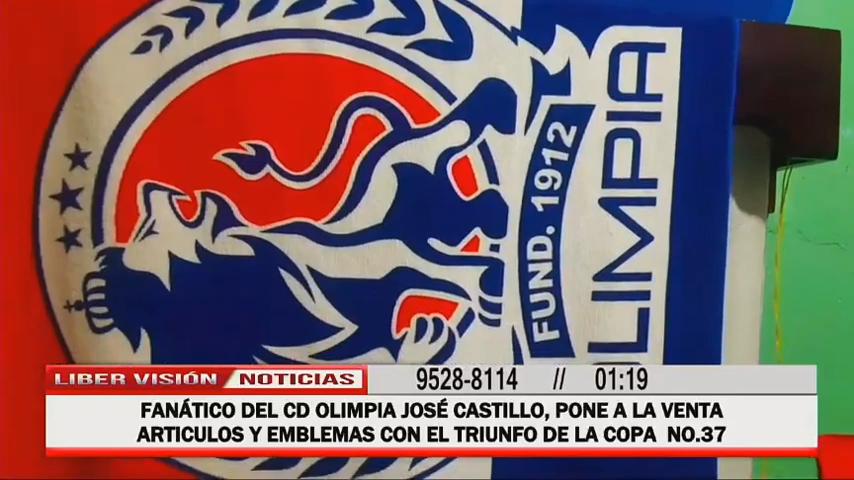 OLIMPIA
FUND. 1912
LIBER VISIÓN NOTICIAS
9528-8114 // 01:19
FANÁTICO DEL CD OLIMPIA JOSÉ CASTILLO, PONE A LA VENTA
ARTICULOS Y EMBLEMAS CON EL TRIUNFO DE LA COPA NO.37